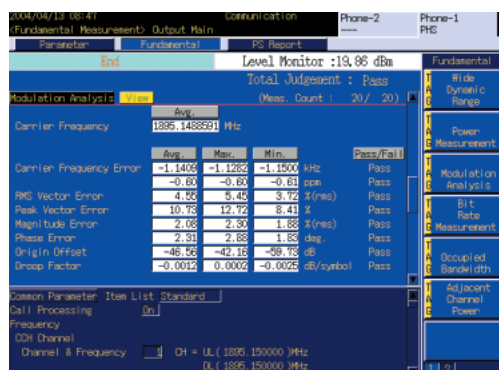 2004/04/13 08:47 Communication Phone-2 Phone-1
<Fundamental Measurement> Output Main ---- PHS
Parameter Fundamental PS Report
End Level Monitor :19.86 dBm Fundamental
Total Judgement : Pass
Modulation Analysis View (Meas. Count : 20/ 20)
Avg.
Carrier Frequency 1895.1488591 MHz
Avg. Max. Min. Pass/Fail
Carrier Frequency Error -1.1409 -1.1282 -1.1500 kHz Pass
-0.60 -0.60 -0.61 ppm Pass
RMS Vector Error 4.55 5.45 3.72 %(rms) Pass
Peak Vector Error 10.73 12.72 8.41 % Pass
Magnitude Error 2.08 2.30 1.88 %(rms) Pass
Phase Error 2.31 2.88 1.83 deg. Pass
Origin Offset -46.56 -42.16 -59.73 dB Pass
Droop Factor -0.0012 0.0002 -0.0025 dB/symbol Pass
Common Parameter Item List Standard
Call Processing On
Frequency
CCH Channel
Channel & Frequency 1 CH = UL( 1895.150000 )MHz
DL( 1895.150000 )MHz
TAG Wide Dynamic Range
TAG Power Measurement
TAG Modulation Analysis
TAG Bit Rate Measurement
TAG Occupied Bandwidth
TAG Adjacent Channel Power
1 2